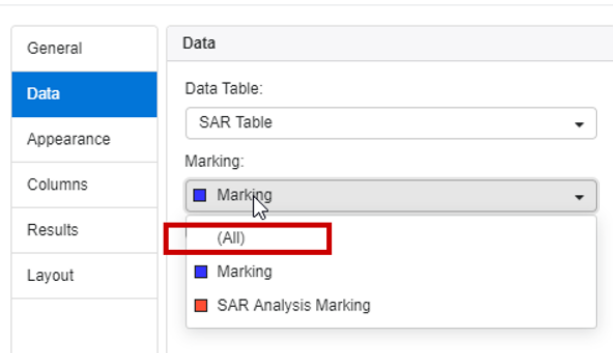 General
Data
Appearance
Columns
Results
Layout
Data
Data Table:
SAR Table
Marking:
Marking
(All)
Marking
SAR Analysis Marking